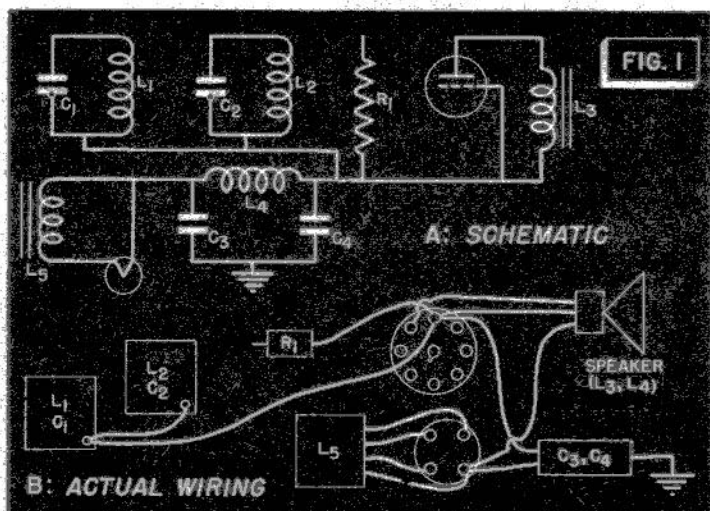 FIG. 1
C1
L1
C2
L2
R1
L3
L4
L5
C3
C4
A: SCHEMATIC
R1
SPEAKER
(L3, L4)
L2
C2
L1
C1
L5
C3, C4
B: ACTUAL WIRING